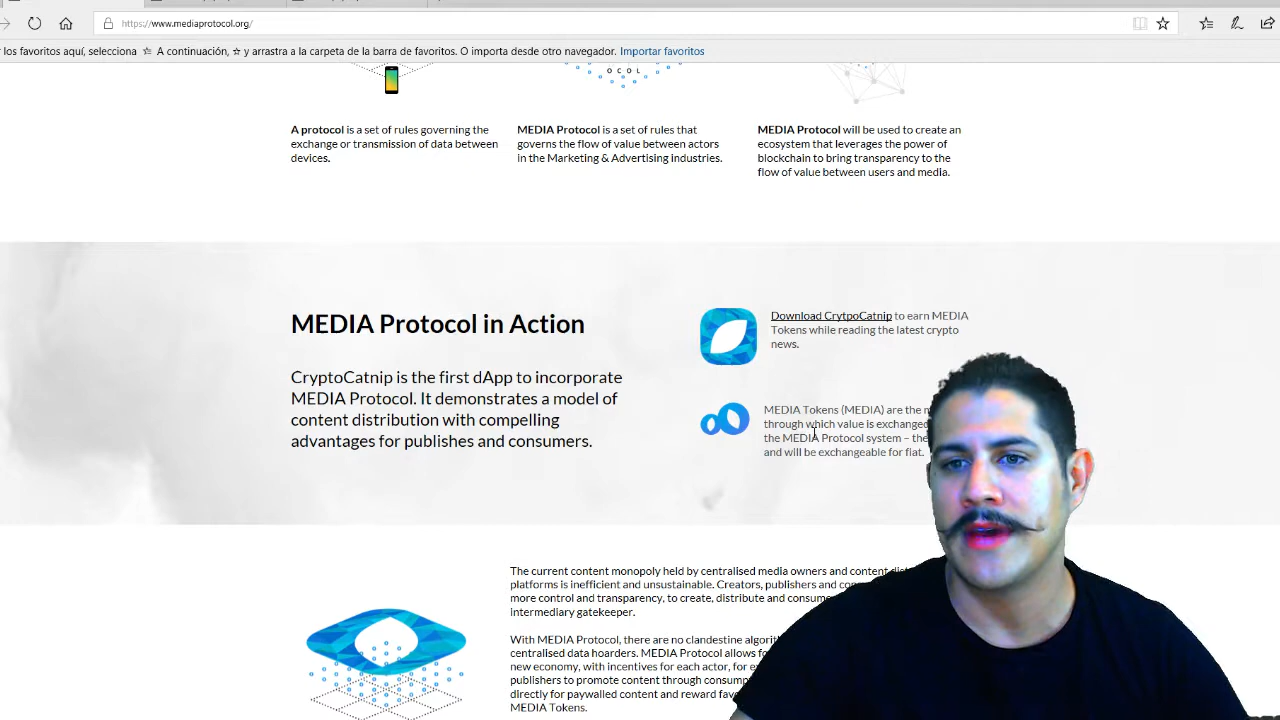 https://www.mediaprotocol.org/
los favoritos aquí, selecciona A continuación, y arrastra a la carpeta de la barra de favoritos. O importa desde otro navegador. Importar favoritos
O C O L
A protocol is a set of rules governing the
exchange or transmission of data between
devices.
MEDIA Protocol is a set of rules that
governs the flow of value between actors
in the Marketing & Advertising industries.
MEDIA Protocol will be used to create an
ecosystem that leverages the power of
blockchain to bring transparency to the
flow of value between users and media.
MEDIA Protocol in Action
CryptoCatnip is the first dApp to incorporate
MEDIA Protocol. It demonstrates a model of
content distribution with compelling
advantages for publishes and consumers.
Download CrytpoCatnip to earn MEDIA
Tokens while reading the latest crypto
news.
MEDIA Tokens (MEDIA) are the
through which value is exchanged
the MEDIA Protocol system –
and will be exchangeable for fiat.
The current content monopoly held by centralised media owners and content
platforms is inefficient and unsustainable. Creators, publishers and
more control and transparency, to create, distribute and
intermediary gatekeeper.
With MEDIA Protocol, there are no clandestine
centralised data hoarders. MEDIA Protocol allows
new economy, with incentives for each actor, for
publishers to promote content through
directly for paywalled content and reward
MEDIA Tokens.